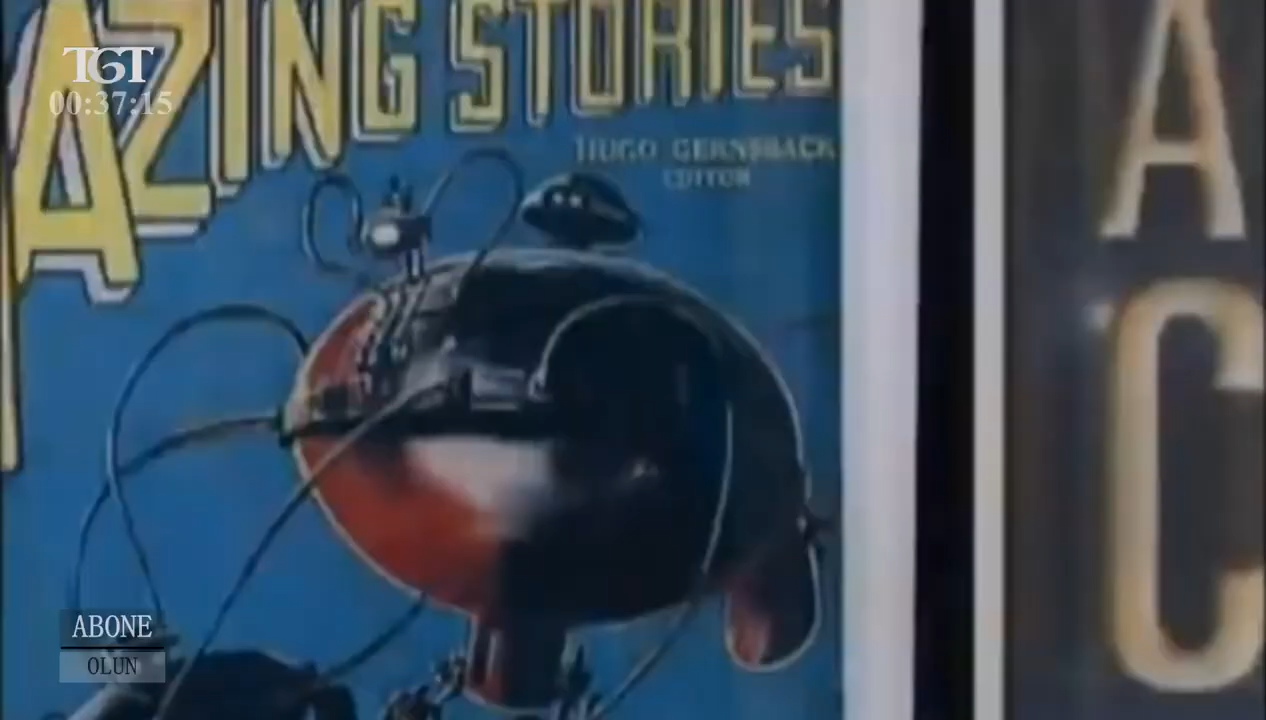 TGT
00:37:15
AZING STORIES
HUGO GERNSBACK
EDITOR
A
C
ABONE
OLUN